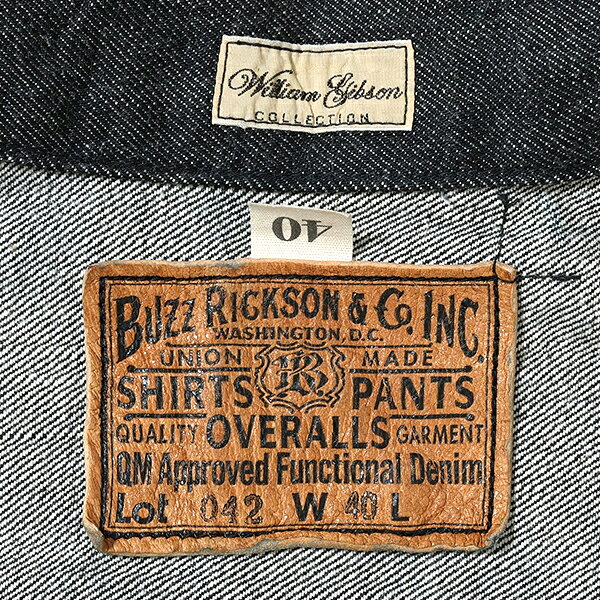 William Gibson
COLLECTION
40
BUZZ RICKSON & CO. INC.
WASHINGTON, D.C.
UNION BR MADE
SHIRTS PANTS
QUALITY OVERALLS GARMENT
QM Approved Functional Denim
Lot 042 W 40 L